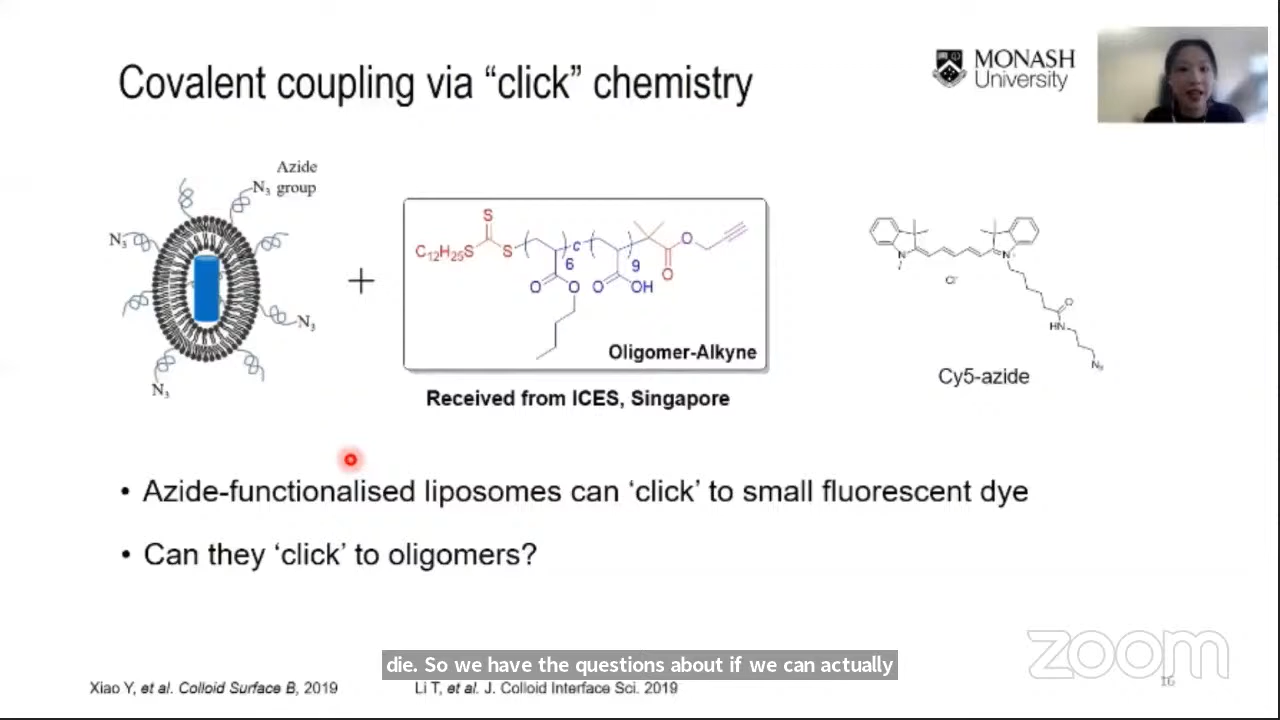 Covalent coupling via “click” chemistry
MONASH
University
Azide
group
N3
N3
N3
N3
+
S
C12H25S
S
c
6
9
O
O
O
OH
O
O
Oligomer-Alkyne
Received from ICES, Singapore
N
N+
Cl-
O
HN
N3
Cy5-azide
• Azide-functionalised liposomes can ‘click’ to small fluorescent dye
• Can they ‘click’ to oligomers?
zoom
die. So we have the questions about if we can actually
Xiao Y, et al. Colloid Surface B, 2019
Li T, et al. J. Colloid Interface Sci. 2019
16